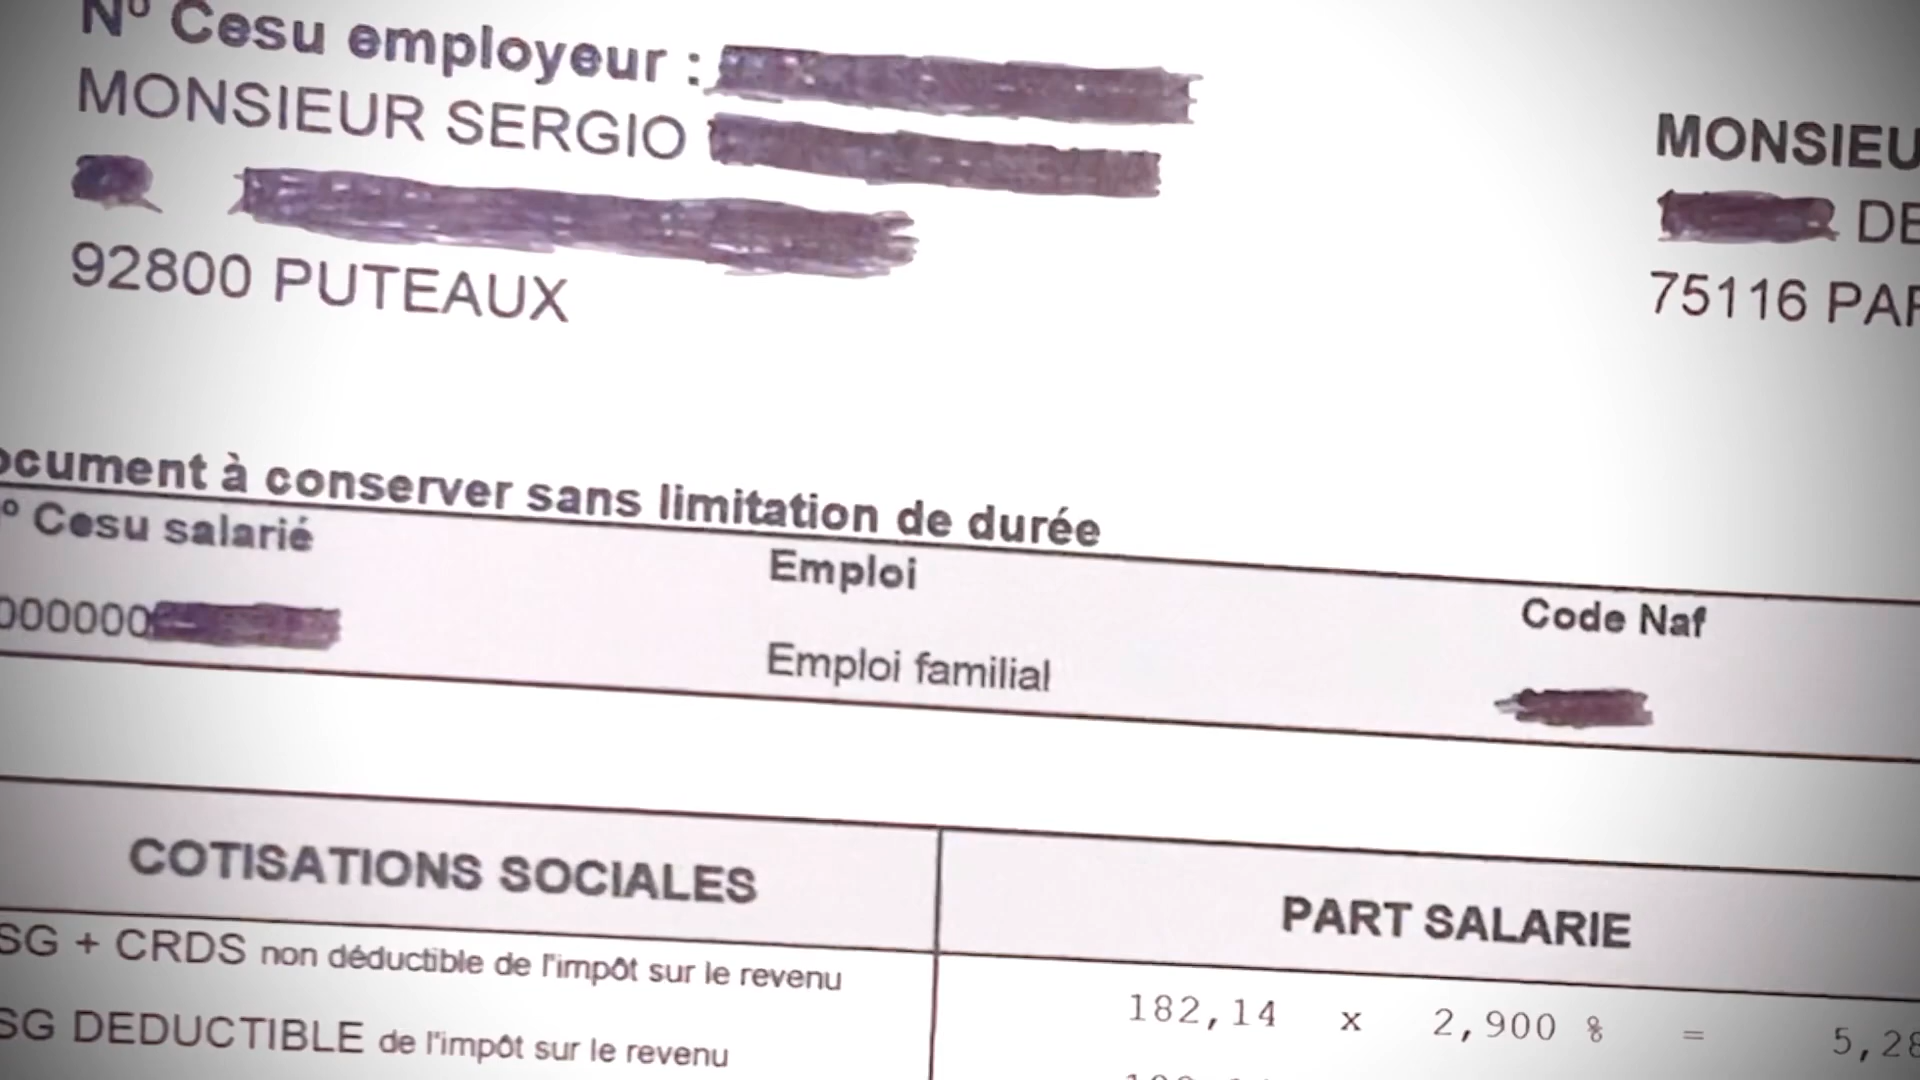 Nº Cesu employeur :
MONSIEUR SERGIO
92800 PUTEAUX
MONSIEU
DE
75116 PAR
ocument à conserver sans limitation de durée
º Cesu salarié
Emploi
Code Naf
000000
Emploi familial
COTISATIONS SOCIALES
PART SALARIE
SG + CRDS non déductible de l'impôt sur le revenu
182,14 x 2,900 % = 5,28
SG DEDUCTIBLE de l'impôt sur le revenu